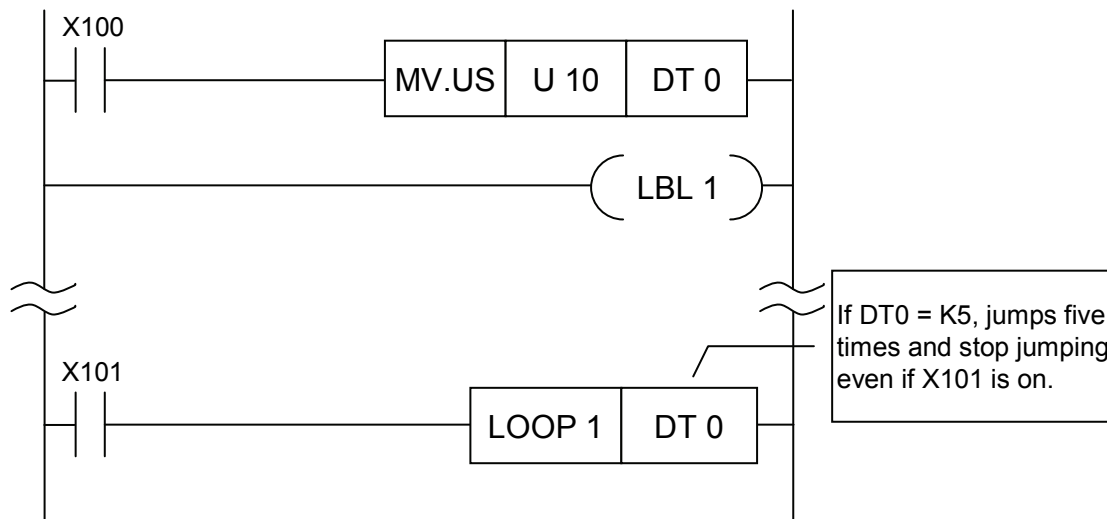 X100
MV.US U 10 DT 0
LBL 1
If DT0 = K5, jumps five
times and stop jumping
even if X101 is on.
X101
LOOP 1 DT 0